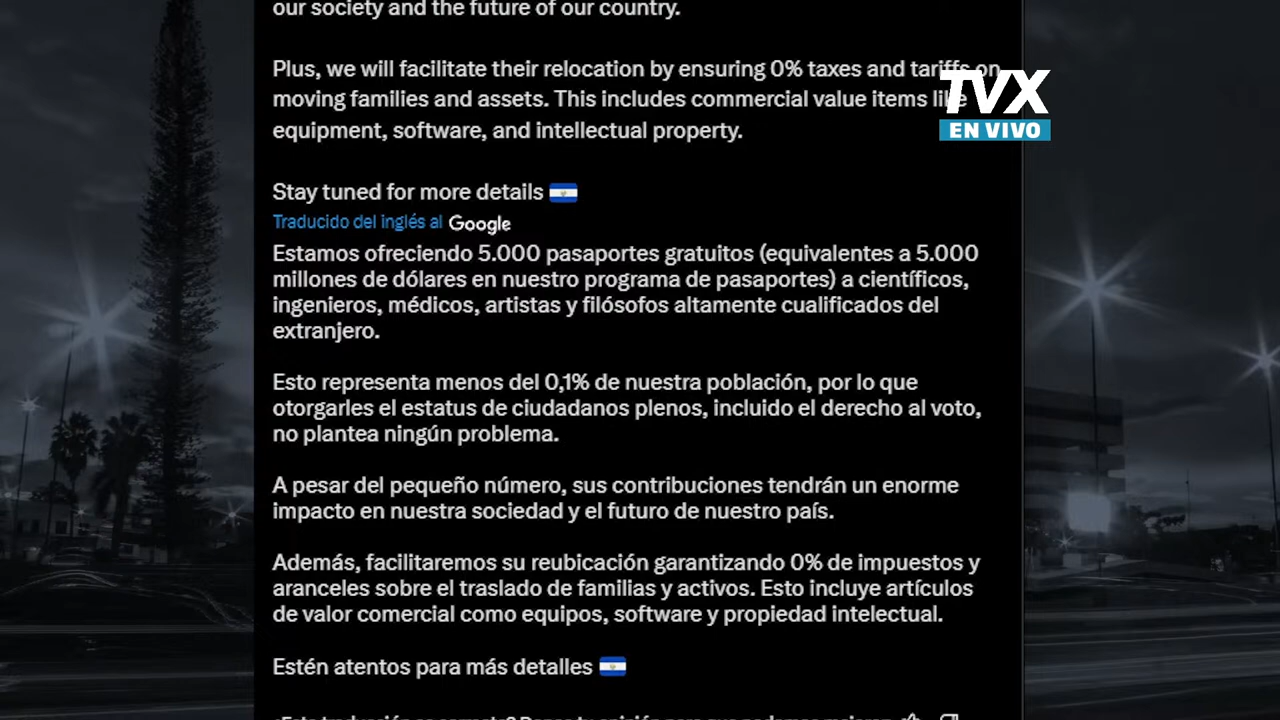 our society and the future of our country.
Plus, we will facilitate their relocation by ensuring 0% taxes and tariffs on
moving families and assets. This includes commercial value items like
equipment, software, and intellectual property.
TVX
EN VIVO
Stay tuned for more details 🇸🇻
Traducido del inglés al Google
Estamos ofreciendo 5.000 pasaportes gratuitos (equivalentes a 5.000
millones de dólares en nuestro programa de pasaportes) a científicos,
ingenieros, médicos, artistas y filósofos altamente cualificados del
extranjero.
Esto representa menos del 0,1% de nuestra población, por lo que
otorgarles el estatus de ciudadanos plenos, incluido el derecho al voto,
no plantea ningún problema.
A pesar del pequeño número, sus contribuciones tendrán un enorme
impacto en nuestra sociedad y el futuro de nuestro país.
Además, facilitaremos su reubicación garantizando 0% de impuestos y
aranceles sobre el traslado de familias y activos. Esto incluye artículos
de valor comercial como equipos, software y propiedad intelectual.
Estén atentos para más detalles 🇸🇻